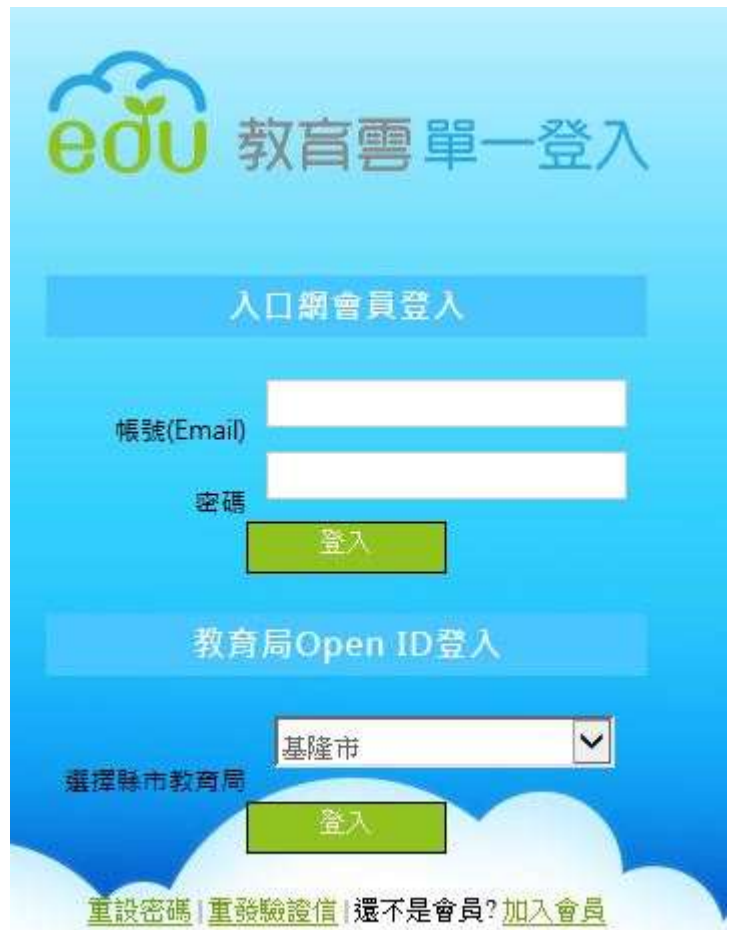 edu 教育雲單一登入
入口網會員登入
帳號(Email)
密碼
登入
教育局Open ID登入
基隆市
選擇縣市教育局
登入
重設密碼|重發驗證信|還不是會員?加入會員